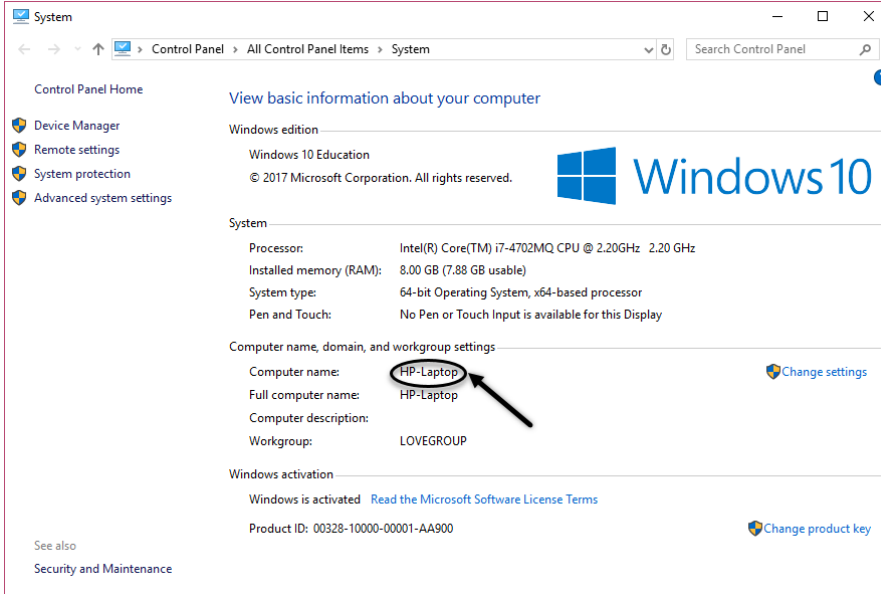 System
Control Panel > All Control Panel Items > System
Search Control Panel
Control Panel Home
Device Manager
Remote settings
System protection
Advanced system settings
See also
Security and Maintenance
View basic information about your computer
Windows edition
Windows 10 Education
© 2017 Microsoft Corporation. All rights reserved.
Windows 10
System
Processor: Intel(R) Core(TM) i7-4702MQ CPU @ 2.20GHz 2.20 GHz
Installed memory (RAM): 8.00 GB (7.88 GB usable)
System type: 64-bit Operating System, x64-based processor
Pen and Touch: No Pen or Touch Input is available for this Display
Computer name, domain, and workgroup settings
Computer name: HP-Laptop
Change settings
Full computer name: HP-Laptop
Computer description:
Workgroup: LOVEGROUP
Windows activation
Windows is activated Read the Microsoft Software License Terms
Product ID: 00328-10000-00001-AA900
Change product key